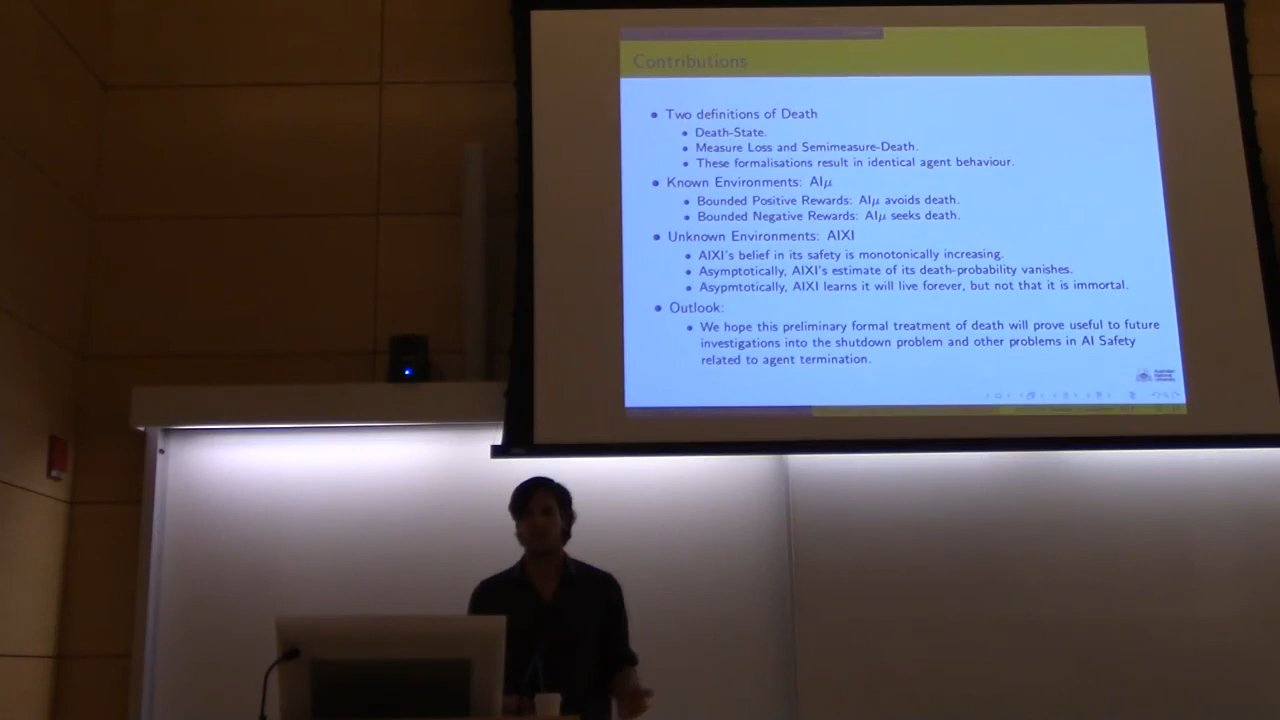 Contributions
Two definitions of Death
Death-State.
Measure Loss and Semimeasure-Death.
These formalisations result in identical agent behaviour.
Known Environments: AIμ
Bounded Positive Rewards: AIμ avoids death.
Bounded Negative Rewards: AIμ seeks death.
Unknown Environments: AIXI
AIXI's belief in its safety is monotonically increasing.
Asymptotically, AIXI's estimate of its death-probability vanishes.
Asypmtotically, AIXI learns it will live forever, but not that it is immortal.
Outlook:
We hope this preliminary formal treatment of death will prove useful to future
investigations into the shutdown problem and other problems in AI Safety
related to agent termination.
Australian
National
University